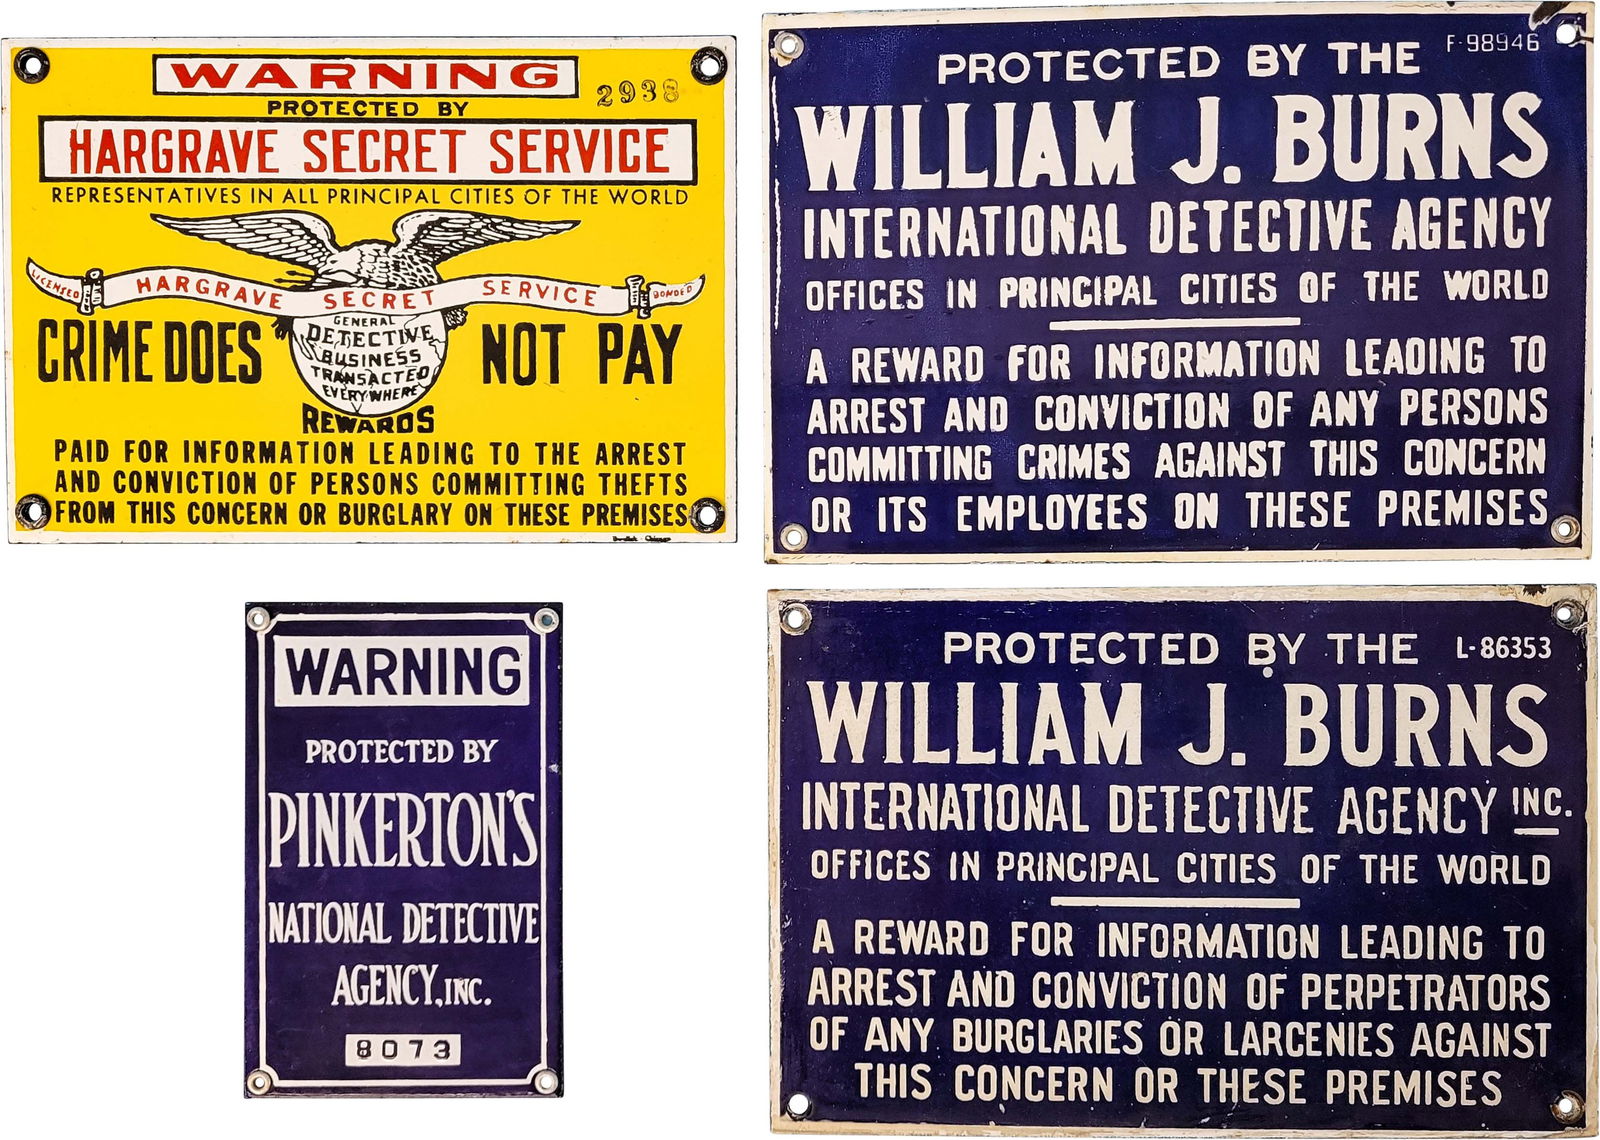 WARNING
2938
PROTECTED BY
HARGRAVE SECRET SERVICE
REPRESENTATIVES IN ALL PRINCIPAL CITIES OF THE WORLD
LICENSED HARGRAVE SECRET SERVICE BONDED
CRIME DOES NOT PAY
GENERAL
DETECTIVE
BUSINESS
TRANSACTED
EVERYWHERE
REWARDS
PAID FOR INFORMATION LEADING TO THE ARREST
AND CONVICTION OF PERSONS COMMITTING THEFTS
FROM THIS CONCERN OR BURGLARY ON THESE PREMISES
PROTECTED BY THE F-98946
WILLIAM J. BURNS
INTERNATIONAL DETECTIVE AGENCY
OFFICES IN PRINCIPAL CITIES OF THE WORLD
A REWARD FOR INFORMATION LEADING TO
ARREST AND CONVICTION OF ANY PERSONS
COMMITTING CRIMES AGAINST THIS CONCERN
OR ITS EMPLOYEES ON THESE PREMISES
WARNING
PROTECTED BY
PINKERTON'S
NATIONAL DETECTIVE
AGENCY, INC.
8073
PROTECTED BY THE L-86353
WILLIAM J. BURNS
INTERNATIONAL DETECTIVE AGENCY INC.
OFFICES IN PRINCIPAL CITIES OF THE WORLD
A REWARD FOR INFORMATION LEADING TO
ARREST AND CONVICTION OF PERPETRATORS
OF ANY BURGLARIES OR LARCENIES AGAINST
THIS CONCERN OR THESE PREMISES